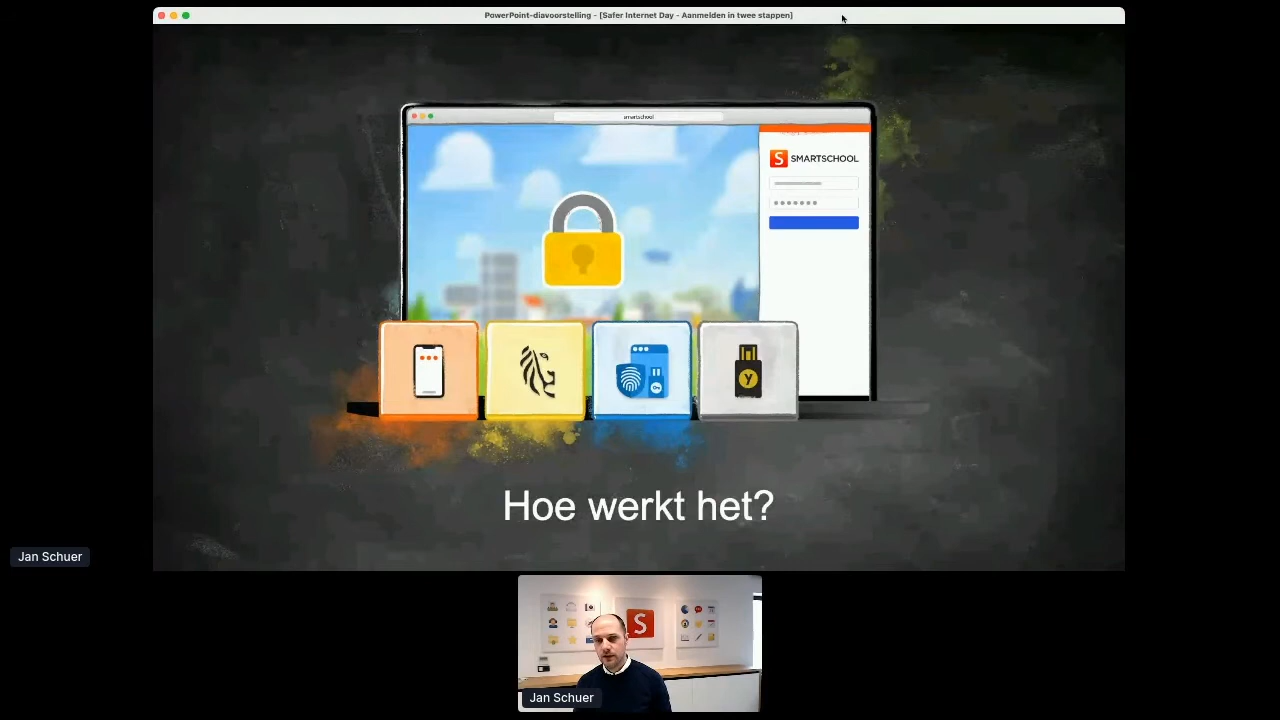 PowerPoint-diavoorstelling - [Safer Internet Day - Aanmelden in twee stappen]
smartschool
S SMARTSCHOOL
Y
Hoe werkt het?
Jan Schuer
S
Jan Schuer